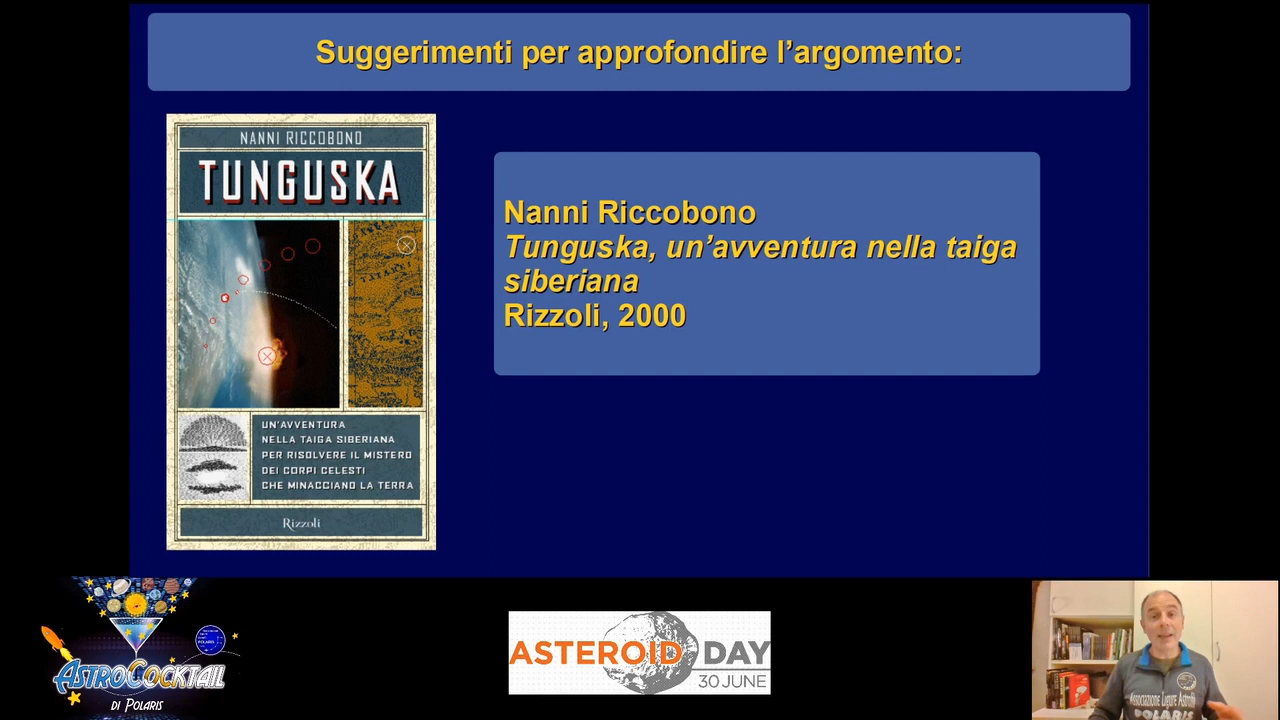 Suggerimenti per approfondire l'argomento:
NANNI RICCOBONO
TUNGUSKA
UN'AVVENTURA
NELLA TAIGA SIBERIANA
PER RISOLVERE IL MISTERO
DEI CORPI CELESTI
CHE MINACCIANO LA TERRA
Rizzoli
Nanni Riccobono
Tunguska, un'avventura nella taiga
siberiana
Rizzoli, 2000
ASTROCOCKTAIL
DI POLARIS
ASTEROID DAY
30 JUNE
POLARIS